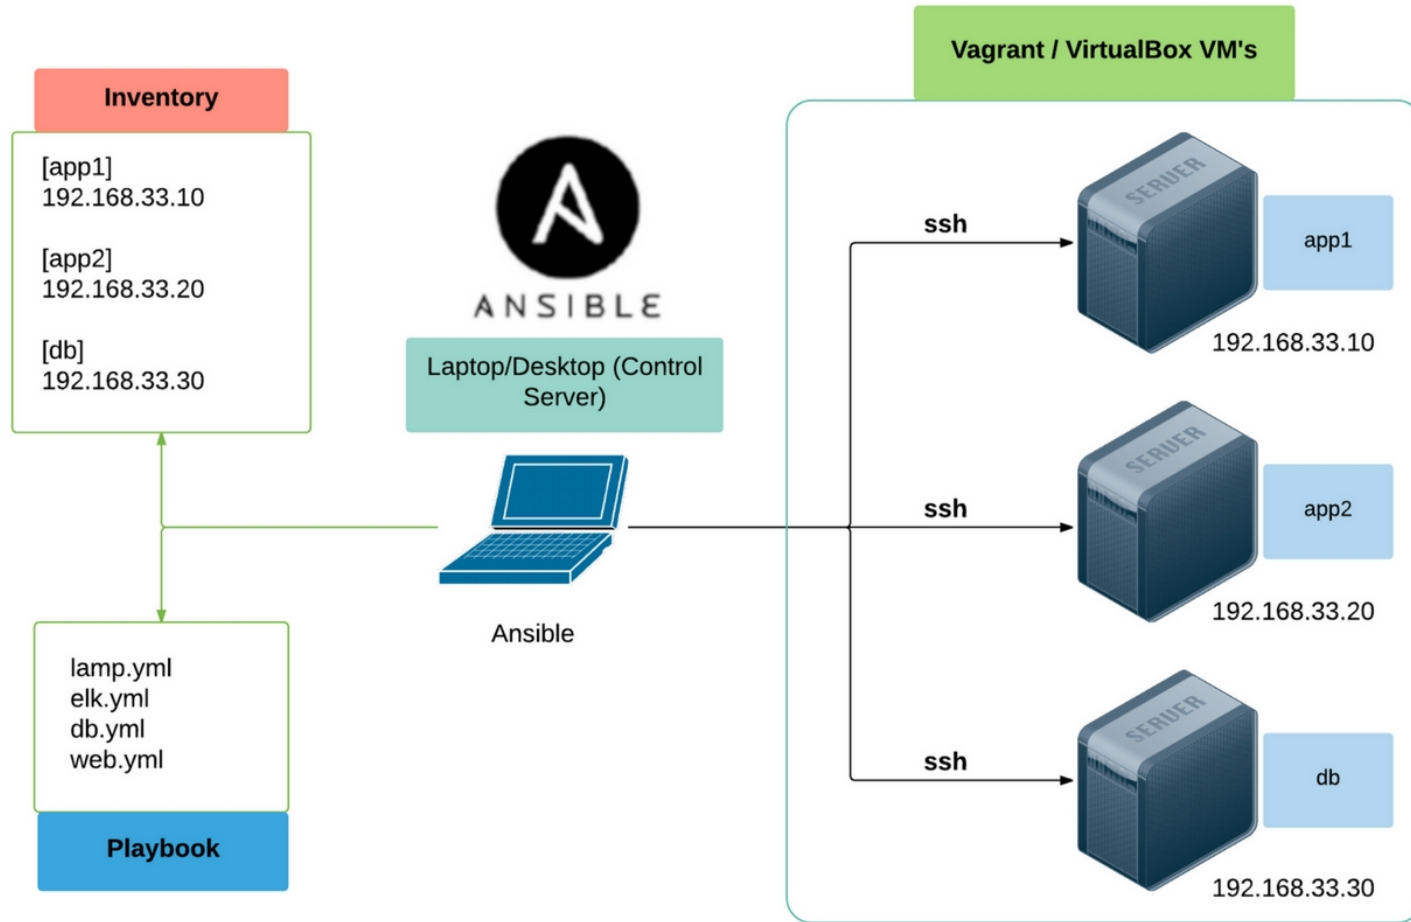 Inventory
[app1]
192.168.33.10
[app2]
192.168.33.20
[db]
192.168.33.30
ANSIBLE
Laptop/Desktop (Control
Server)
Ansible
lamp.yml
elk.yml
db.yml
web.yml
Playbook
Vagrant / VirtualBox VM's
ssh
SERVER
app1
192.168.33.10
ssh
SERVER
app2
192.168.33.20
ssh
SERVER
db
192.168.33.30